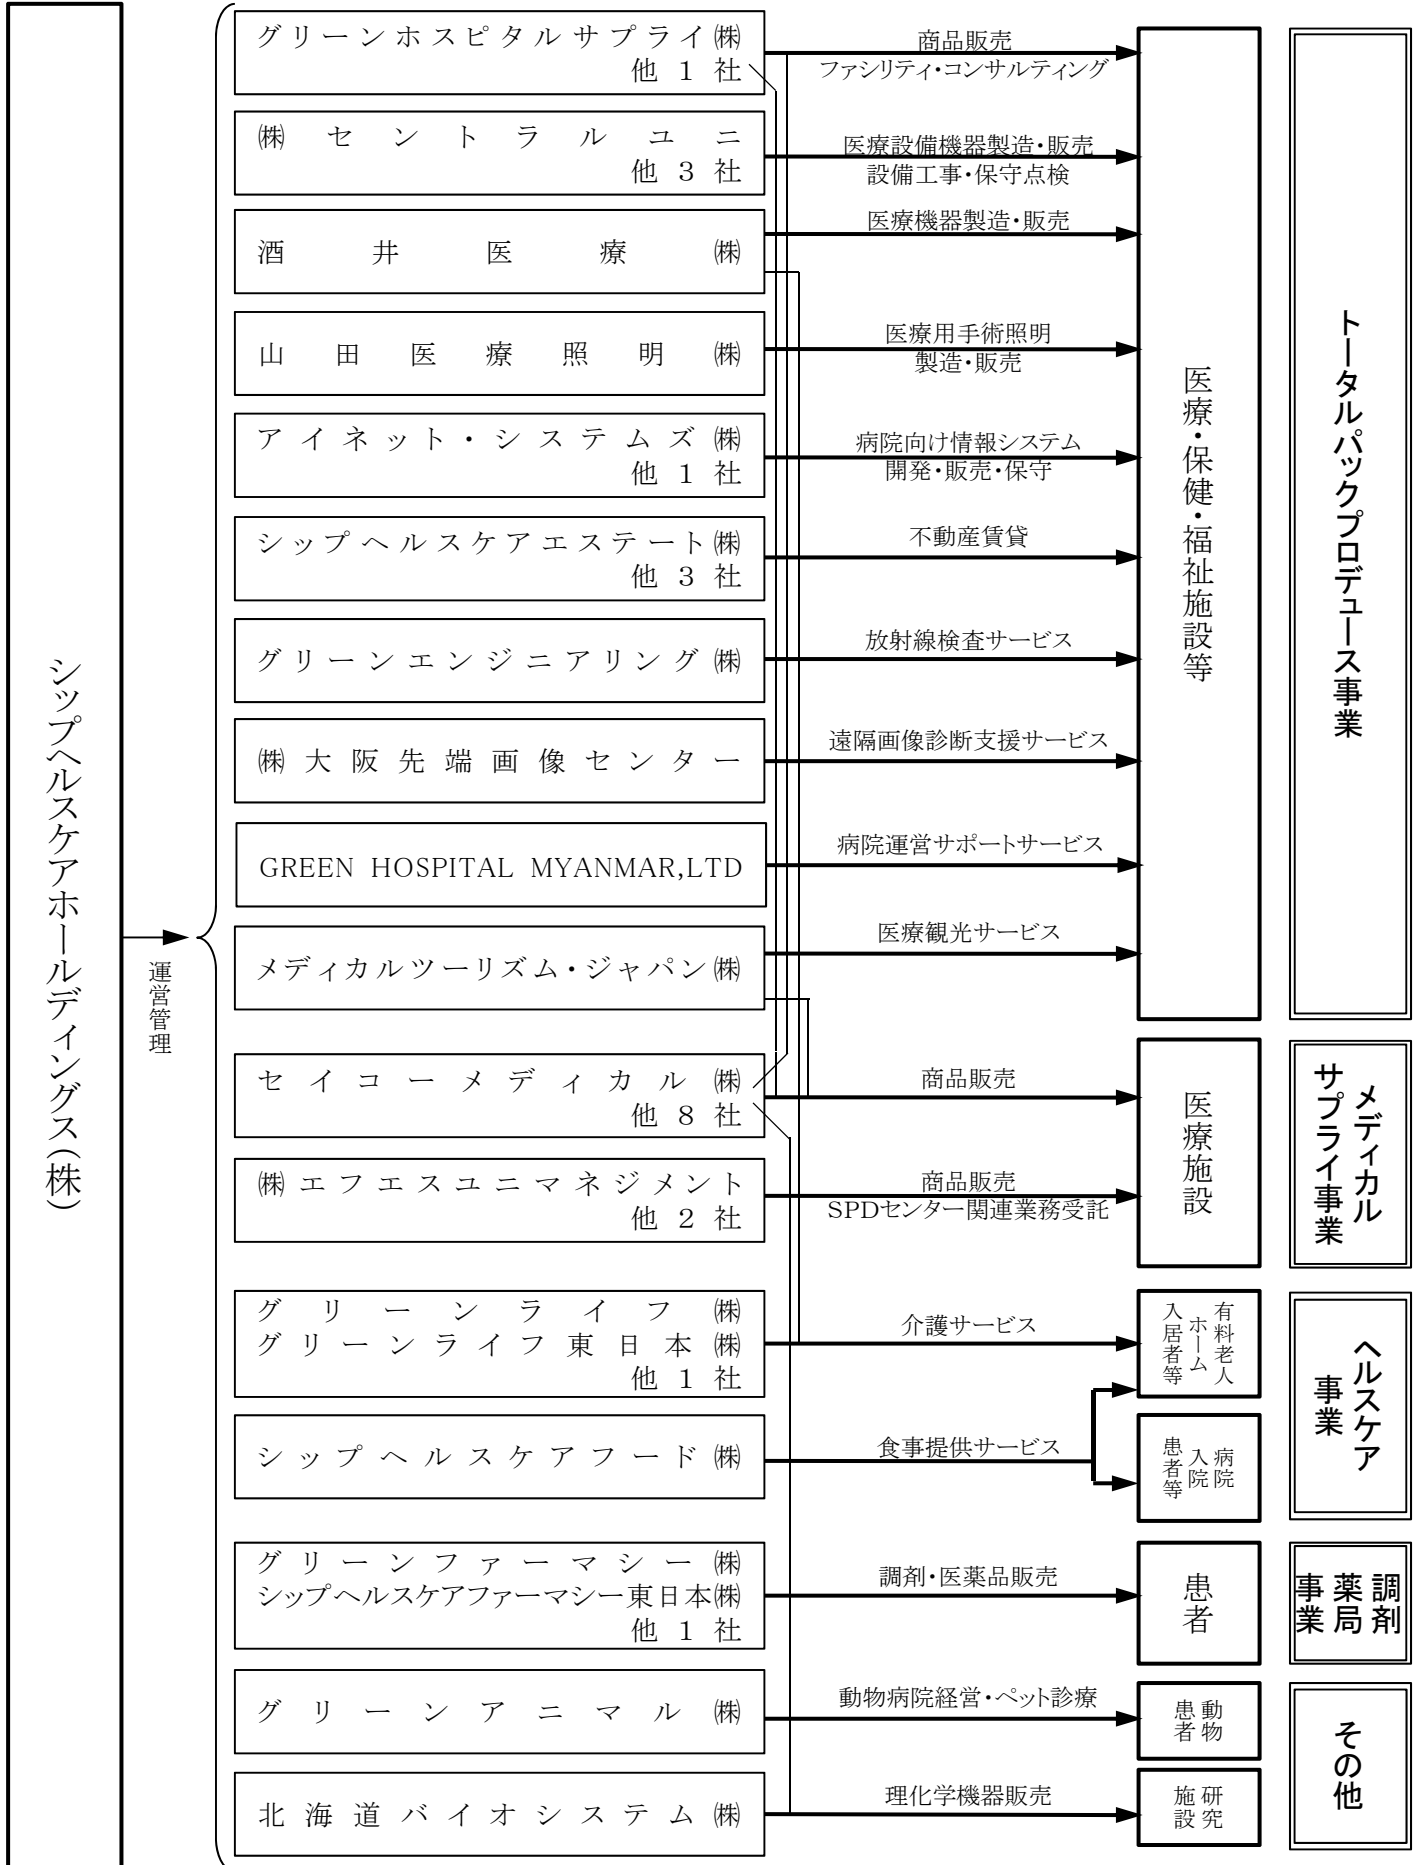 シップヘルスケアホールディングス(株)
運営管理
グリーンホスピタルサプライ㈱
他1社
商品販売
ファシリティ・コンサルティング
㈱セントラルユニ
他3社
医療設備機器製造・販売
設備工事・保守点検
酒井医療㈱
医療機器製造・販売
山田医療照明㈱
医療用手術照明
製造・販売
アイネット・システムズ㈱
他1社
病院向け情報システム
開発・販売・保守
シップヘルスケアエステート㈱
他3社
不動産賃貸
グリーンエンジニアリング㈱
放射線検査サービス
㈱大阪先端画像センター
遠隔画像診断支援サービス
GREEN HOSPITAL MYANMAR,LTD
病院運営サポートサービス
メディカルツーリズム・ジャパン㈱
医療観光サービス
医療・保健・福祉施設等
トータルパックプロデュース事業
セイコーメディカル㈱
他8社
商品販売
㈱エフエスユニマネジメント
他2社
商品販売
SPDセンター関連業務受託
医療施設
メディカル
サプライ事業
グリーンライフ㈱
グリーンライフ東日本㈱
他1社
介護サービス
有料老人
ホーム
入居者等
シップヘルスケアフード㈱
食事提供サービス
病院
入院
患者等
ヘルスケア
事業
グリーンファーマシー㈱
シップヘルスケアファーマシー東日本㈱
他1社
調剤・医薬品販売
患者
調剤
薬局
事業
グリーンアニマル㈱
動物病院経営・ペット診療
動物
患者
北海道バイオシステム㈱
理化学機器販売
研究
施設
その他